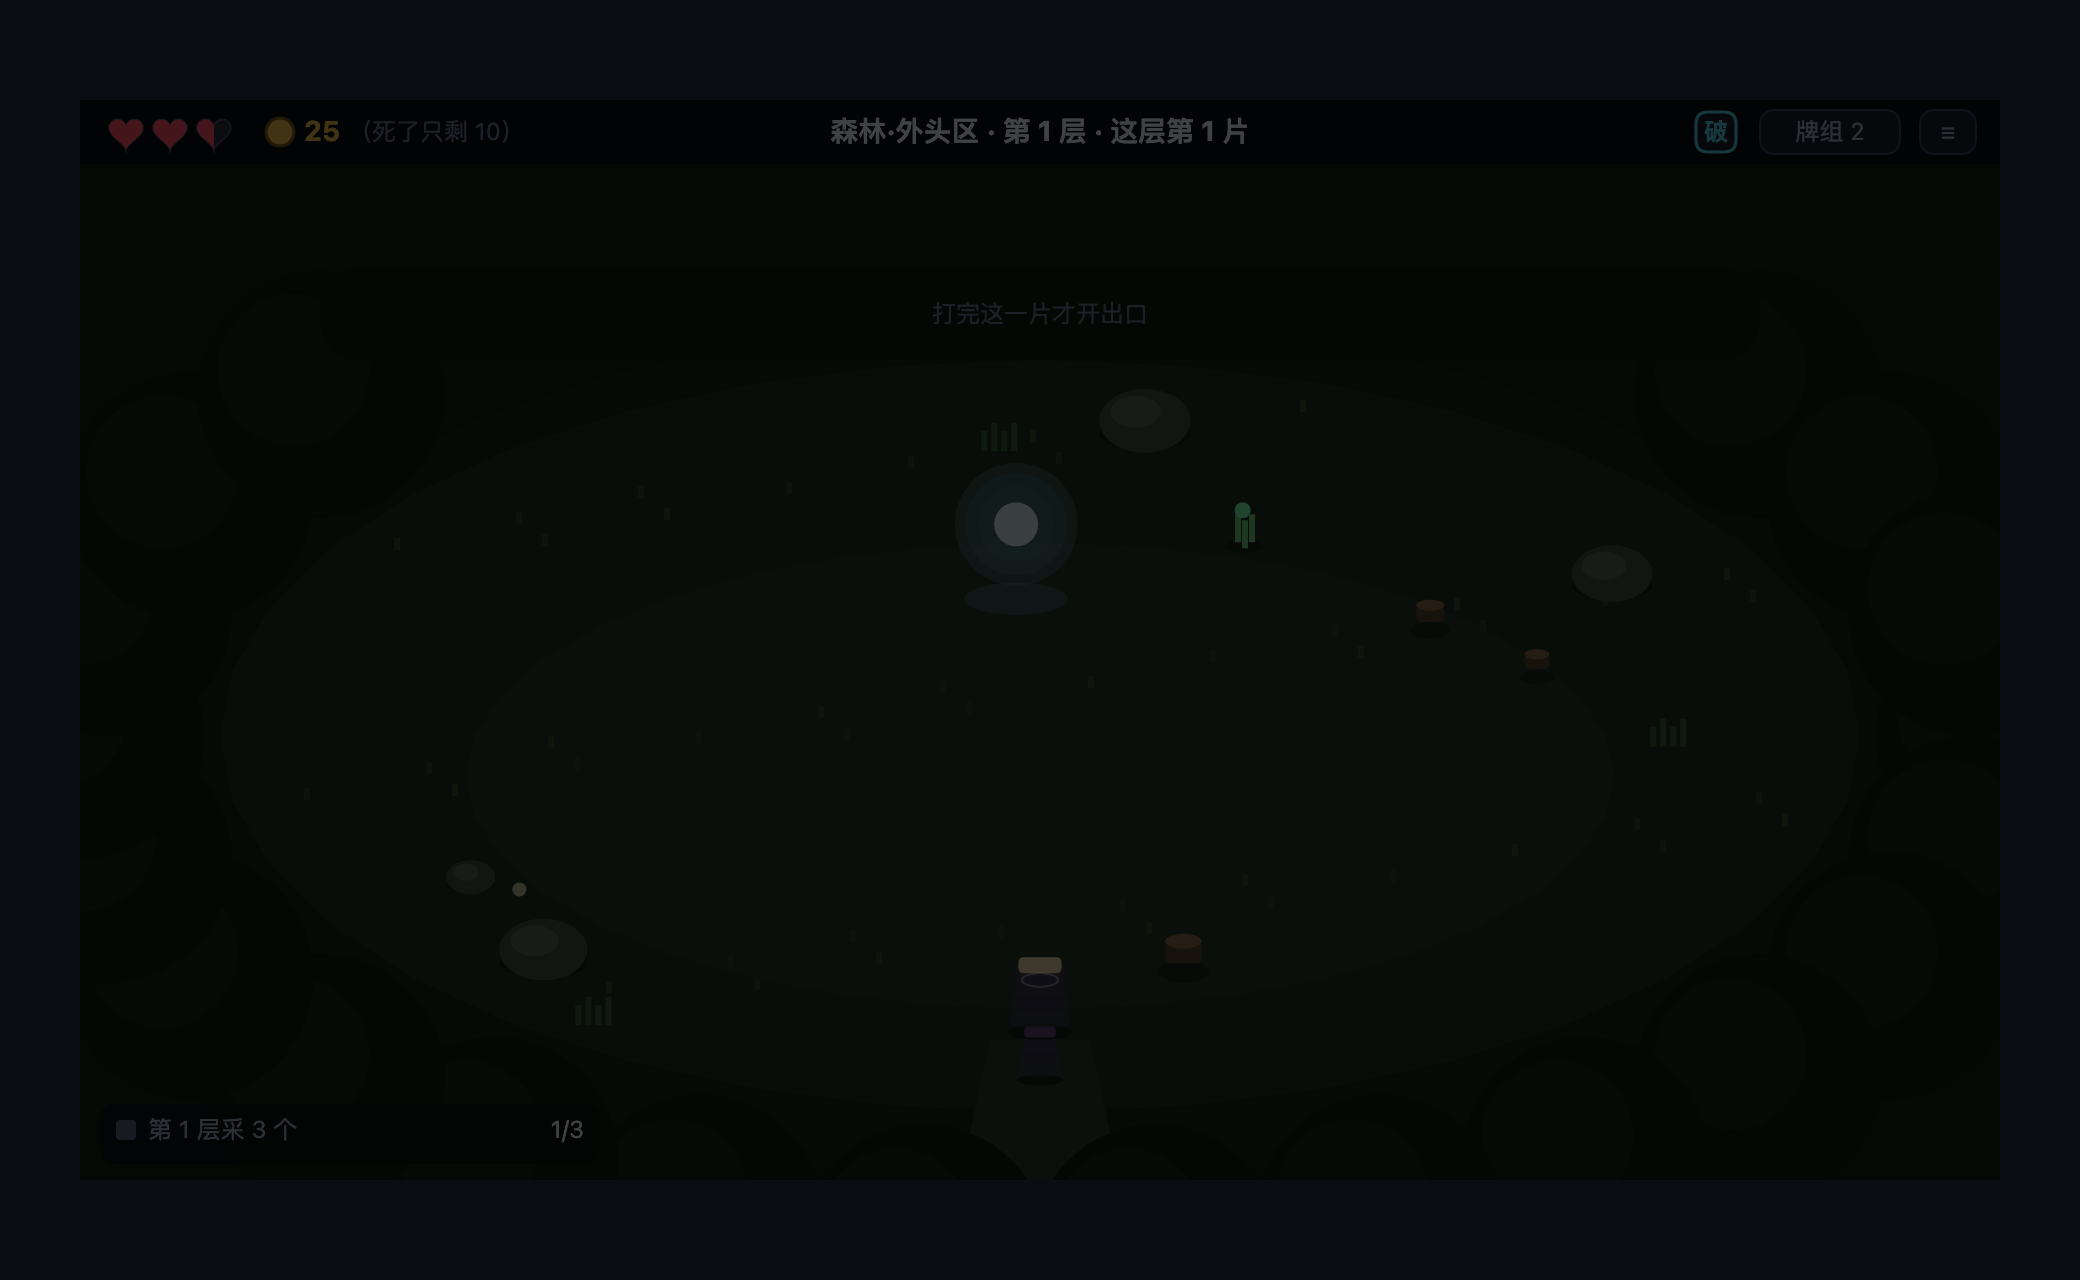 25 （死了只剩 10） 森林·外头区 · 第 1 层 · 这层第 1 片 破 牌组 2 ≡
打完这一片才开出口
第 1 层采 3 个 1/3